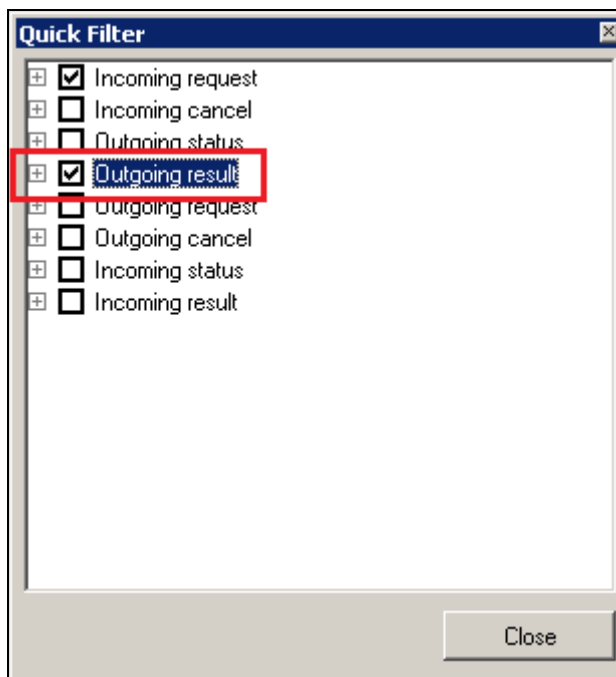 Quick Filter
Incoming request
Incoming cancel
Outgoing status
Outgoing result
Outgoing request
Outgoing cancel
Incoming status
Incoming result
Close